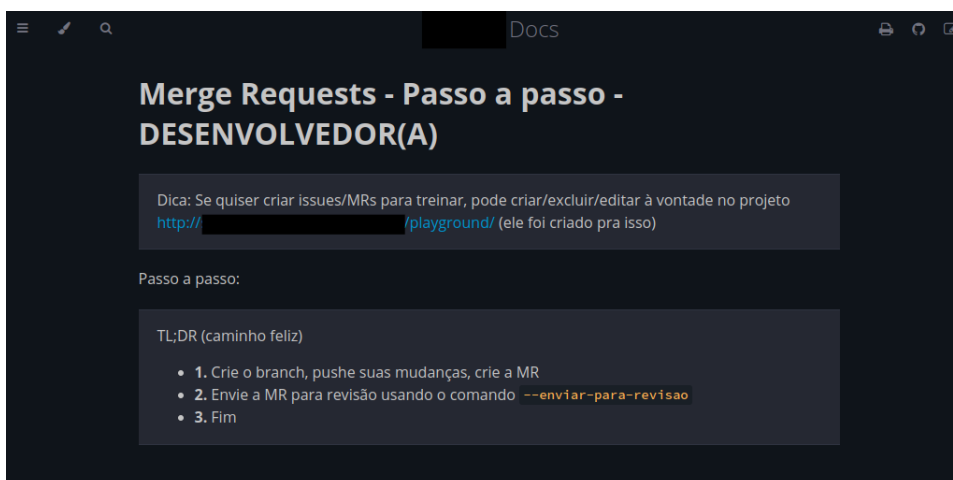 Docs
Merge Requests - Passo a passo -
DESENVOLVEDOR(A)
Dica: Se quiser criar issues/MRs para treinar, pode criar/excluir/editar à vontade no projeto
http:// /playground/ (ele foi criado pra isso)
Passo a passo:
TL;DR (caminho feliz)
• 1. Crie o branch, pushe suas mudanças, crie a MR
• 2. Envie a MR para revisão usando o comando --enviar-para-revisao
• 3. Fim